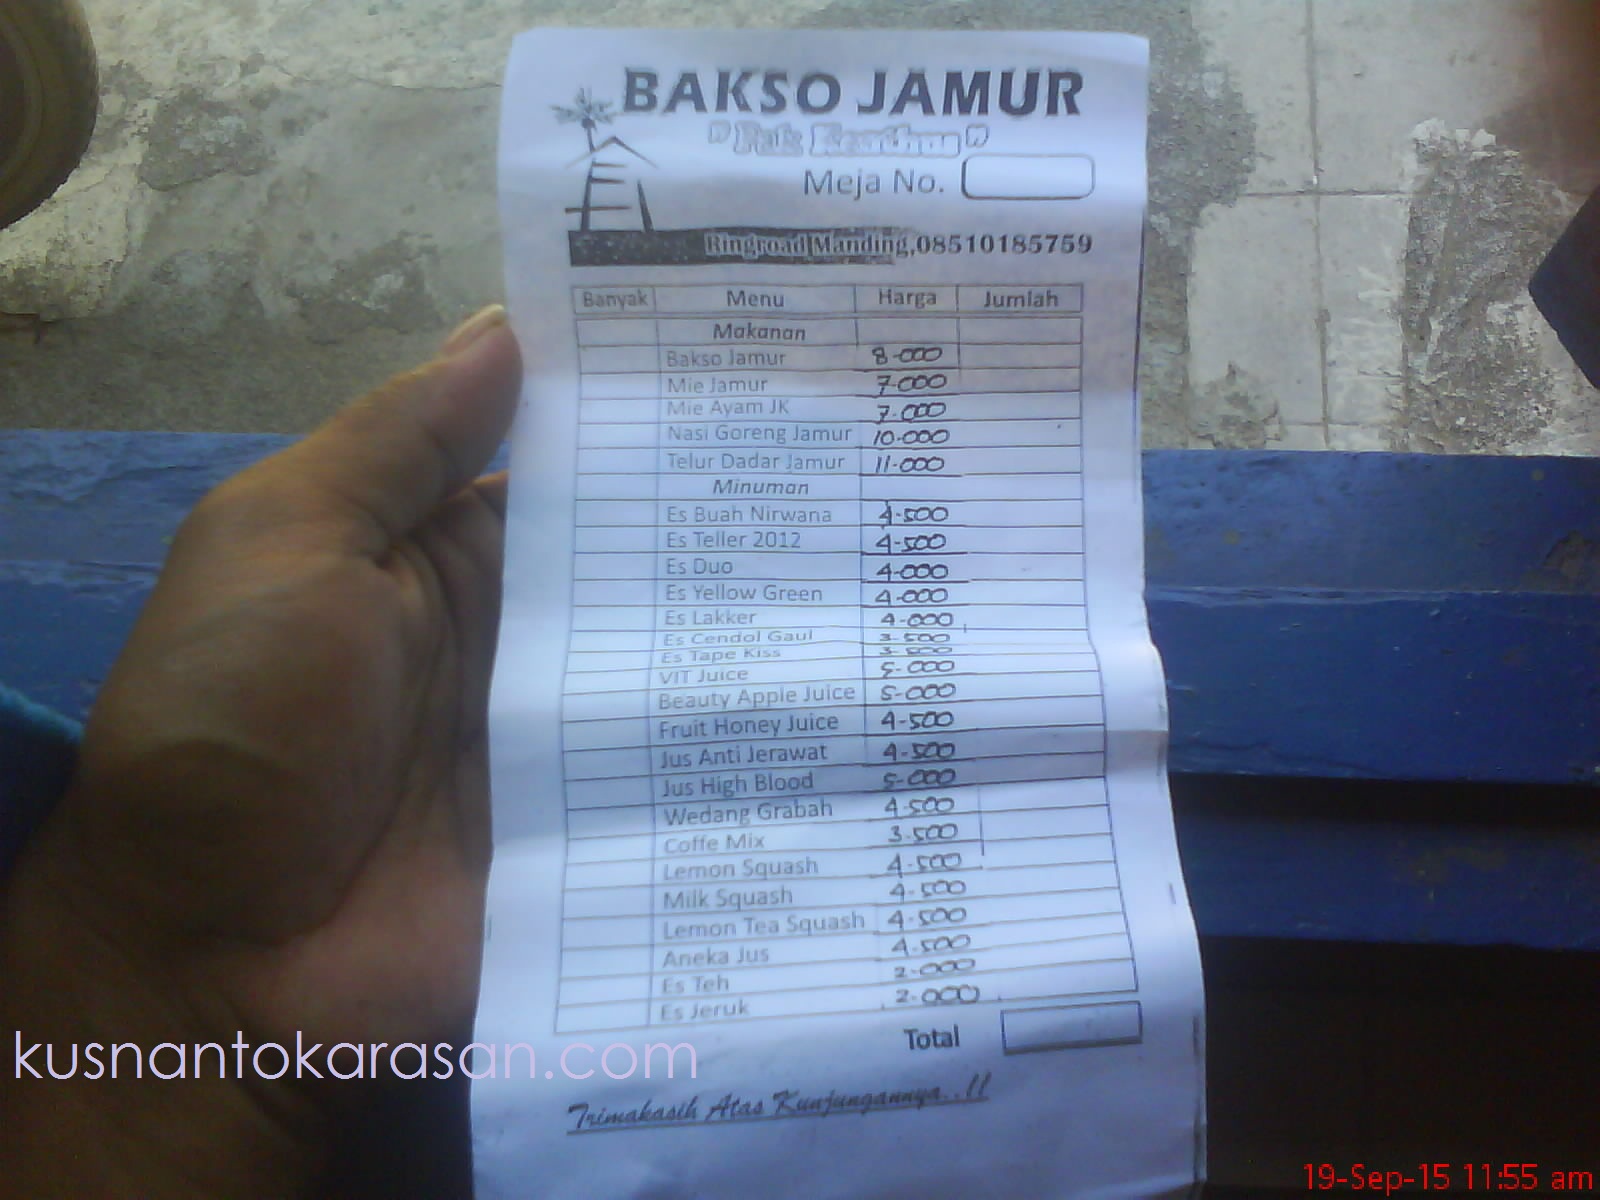 BAKSO JAMUR
"Pak
Meja No.
Ringroad Manding,08510185759
Banyak Menu Harga Jumlah
Makanan
Bakso Jamur 8-000
Mie Jamur 7-000
Mie Ayam JK 7-000
Nasi Goreng Jamur 10-000
Telur Dadar Jamur 11-000
Minuman
Es Buah Nirwana 4-500
Es Teller 2012 4-500
Es Duo 4-000
Es Yellow Green 4-000
Es Lakker 4-000
Es Cendol Gaul 3-500
Es Tape Kiss 3-500
VIT Juice 5-000
Beauty Apple Juice 5-000
Fruit Honey Juice 4-500
Jus Anti Jerawat 4-500
Jus High Blood 5-000
Wedang Grabah 4.500
Coffe Mix 3.500
Lemon Squash 4-500
Milk Squash 4-500
Lemon Tea Squash 4-500
Aneka Jus 4.500
Es Teh 2-000
Es Jeruk 2.000
Total
Trimakasih Atas Kunjungannya..!!
kusnantokarasan.com
19-Sep-15 11:55 am